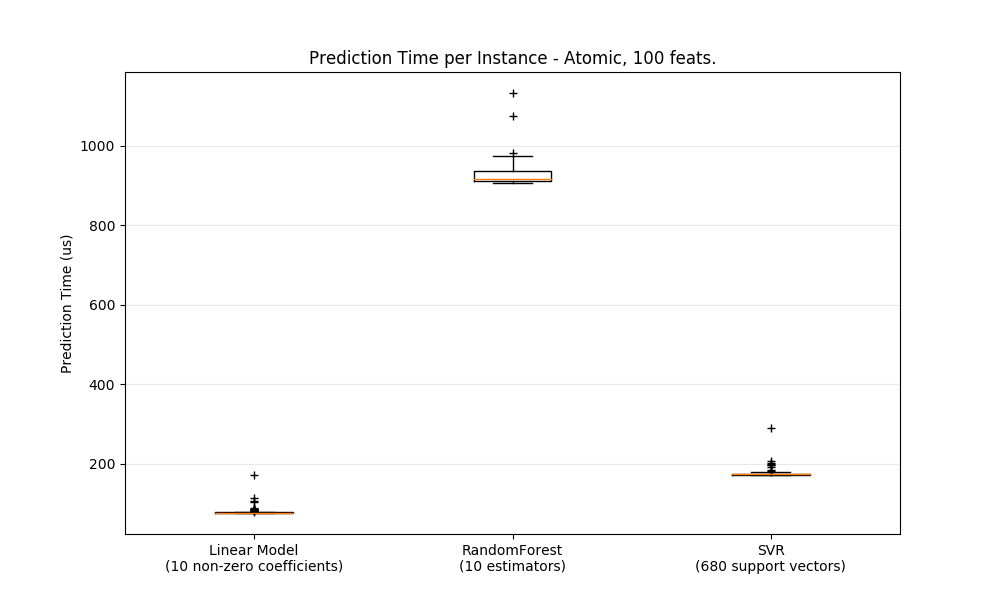 Prediction Time per Instance - Atomic, 100 feats.
Prediction Time (us)
1000
800
600
400
200
Linear Model
(10 non-zero coefficients)
RandomForest
(10 estimators)
SVR
(680 support vectors)